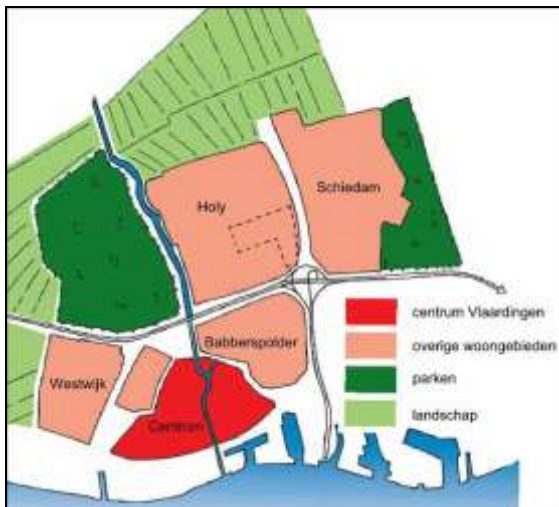 Schiedam
Holy
Babberspolder
Westwijk
Centrum
centrum Vlaardingen
overige woongebieden
parken
landschap